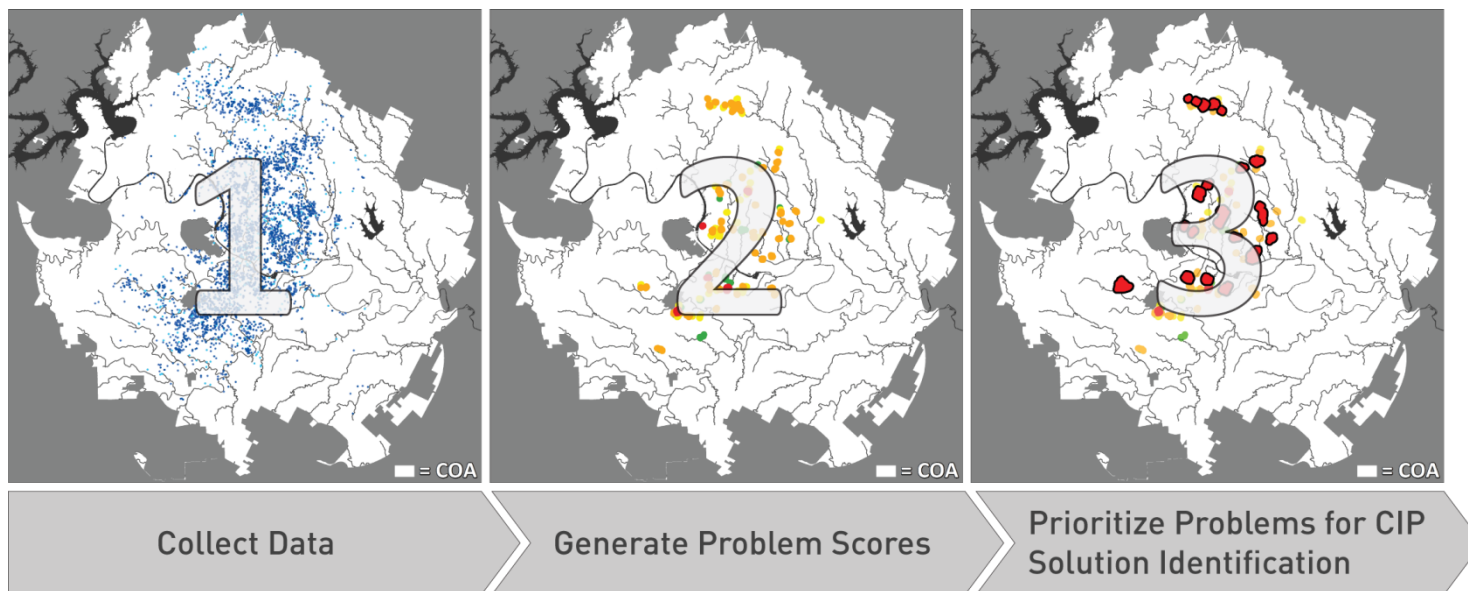 1
2
3
= COA
= COA
= COA
Collect Data
Generate Problem Scores
Prioritize Problems for CIP
Solution Identification